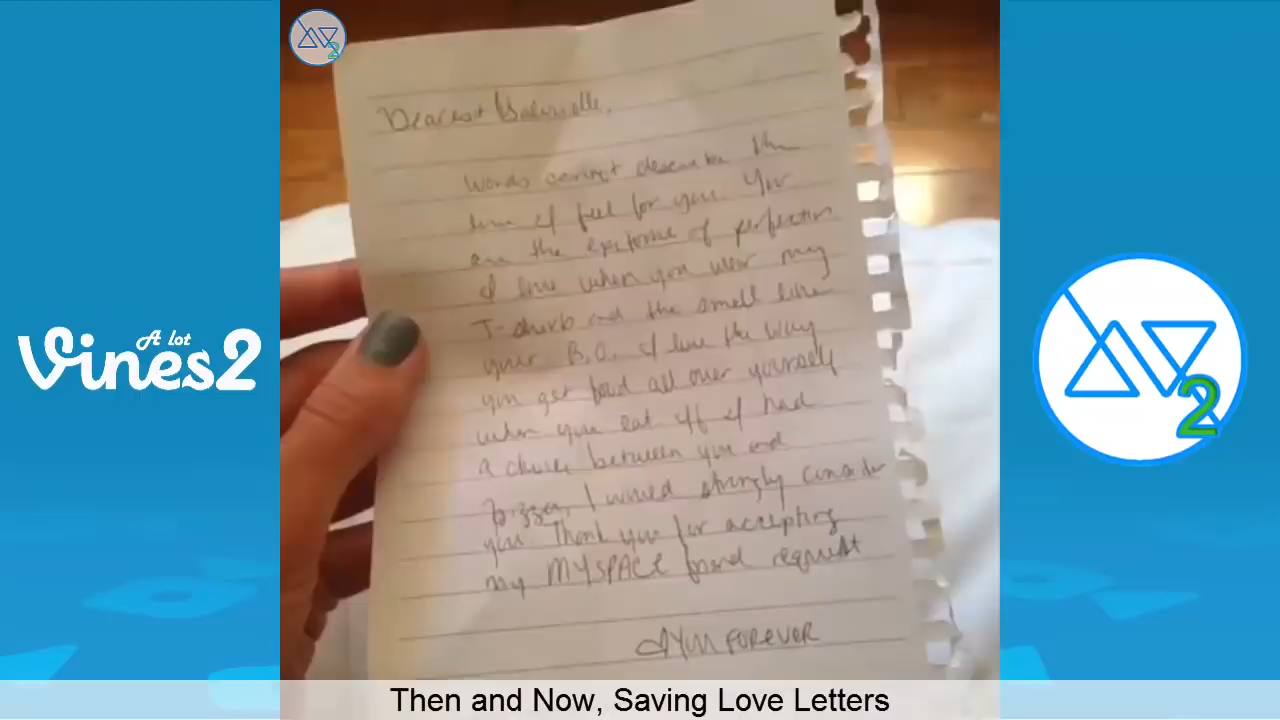 Dearest Gabrielle,
Words cannot describe the
love I feel for you. You
are the epitome of perfection
I love when you wear my
T-shirts and the smell like
your B.O. I love the way
you get food all over yourself
when you eat. If I had
a choice between you and
pizza, I would strongly consider
you. Thank you for accepting
my MYSPACE friend request
FOREVER
A lot
Vines2
2
2
Then and Now, Saving Love Letters